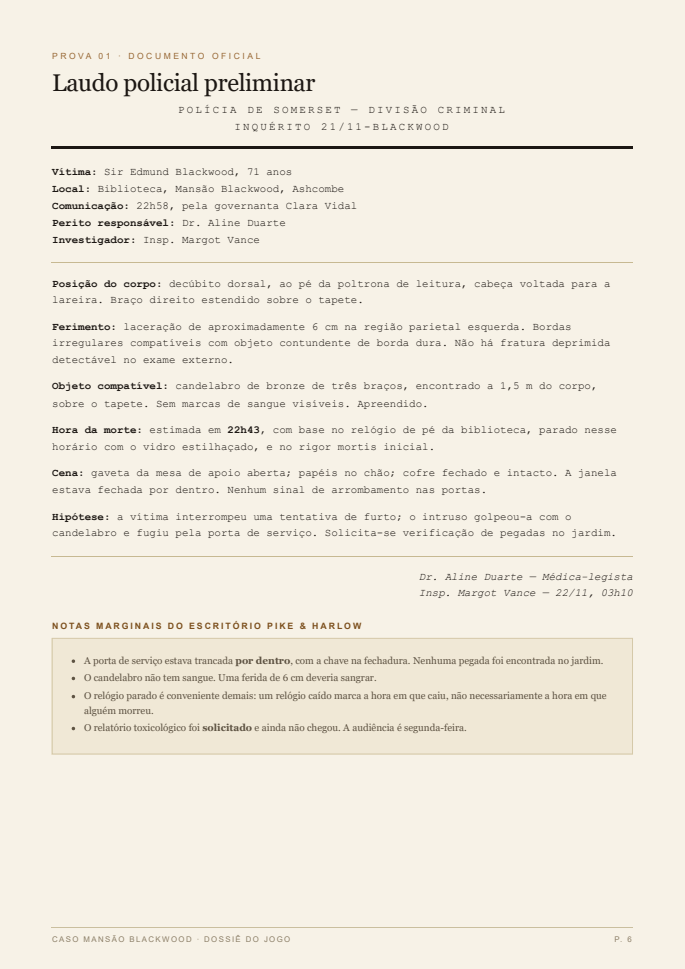 PROVA 01 · DOCUMENTO OFICIAL
Laudo policial preliminar
POLÍCIA DE SOMERSET — DIVISÃO CRIMINAL
INQUÉRITO 21/11-BLACKWOOD
Vítima: Sir Edmund Blackwood, 71 anos
Local: Biblioteca, Mansão Blackwood, Ashcombe
Comunicação: 22h58, pela governanta Clara Vidal
Perito responsável: Dr. Aline Duarte
Investigador: Insp. Margot Vance
Posição do corpo: decúbito dorsal, ao pé da poltrona de leitura, cabeça voltada para a
lareira. Braço direito estendido sobre o tapete.
Ferimento: laceração de aproximadamente 6 cm na região parietal esquerda. Bordas
irregulares compatíveis com objeto contundente de borda dura. Não há fratura deprimida
detectável no exame externo.
Objeto compatível: candelabro de bronze de três braços, encontrado a 1,5 m do corpo,
sobre o tapete. Sem marcas de sangue visíveis. Apreendido.
Hora da morte: estimada em 22h43, com base no relógio de pé da biblioteca, parado nesse
horário com o vidro estilhaçado, e no rigor mortis inicial.
Cena: gaveta da mesa de apoio aberta; papéis no chão; cofre fechado e intacto. A janela
estava fechada por dentro. Nenhum sinal de arrombamento nas portas.
Hipótese: a vítima interrompeu uma tentativa de furto; o intruso golpeou-a com o
candelabro e fugiu pela porta de serviço. Solicita-se verificação de pegadas no jardim.
Dr. Aline Duarte — Médica-legista
Insp. Margot Vance — 22/11, 03h10
NOTAS MARGINAIS DO ESCRITÓRIO PIKE & HARLOW
• A porta de serviço estava trancada por dentro, com a chave na fechadura. Nenhuma pegada foi encontrada no jardim.
• O candelabro não tem sangue. Uma ferida de 6 cm deveria sangrar.
• O relógio parado é conveniente demais: um relógio caído marca a hora em que caiu, não necessariamente a hora em que
alguém morreu.
• O relatório toxicológico foi solicitado e ainda não chegou. A audiência é segunda-feira.
CASO MANSÃO BLACKWOOD · DOSSIÊ DO JOGO
P. 6